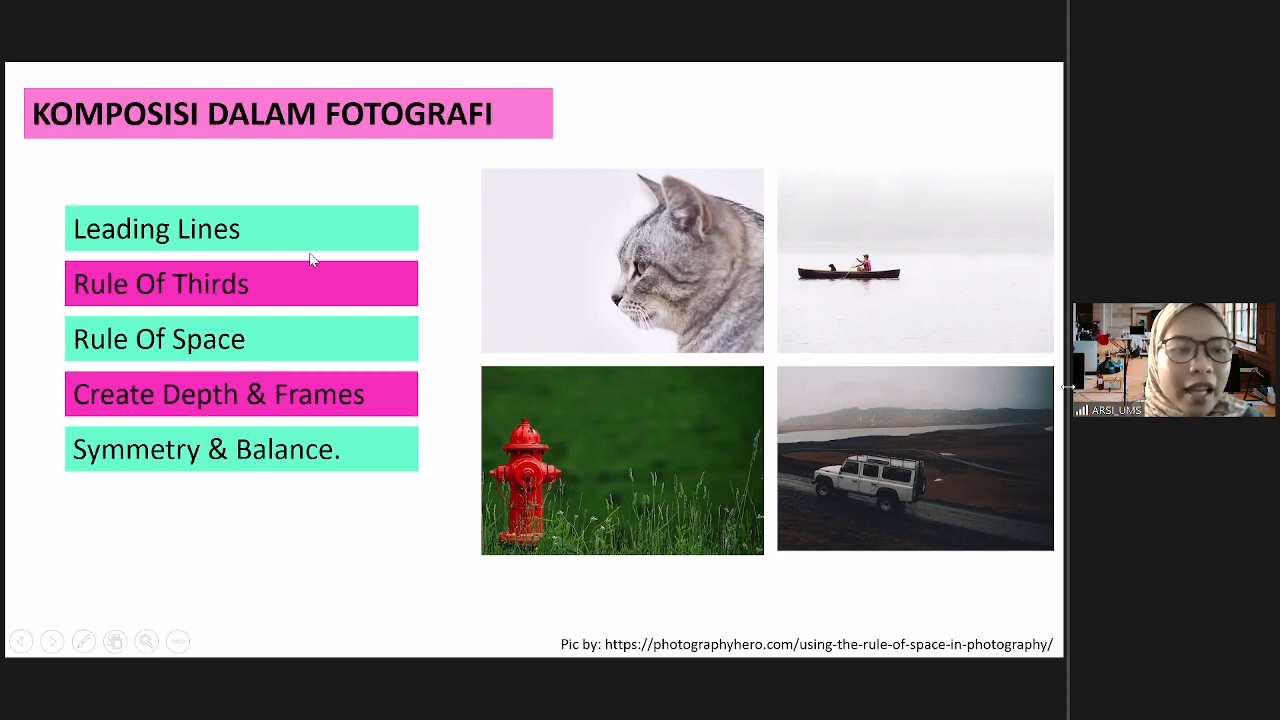 KOMPOSISI DALAM FOTOGRAFI
Leading Lines
Rule Of Thirds
Rule Of Space
Create Depth & Frames
Symmetry & Balance.
Pic by: https://photographyhero.com/using-the-rule-of-space-in-photography/
ARSI_UMS